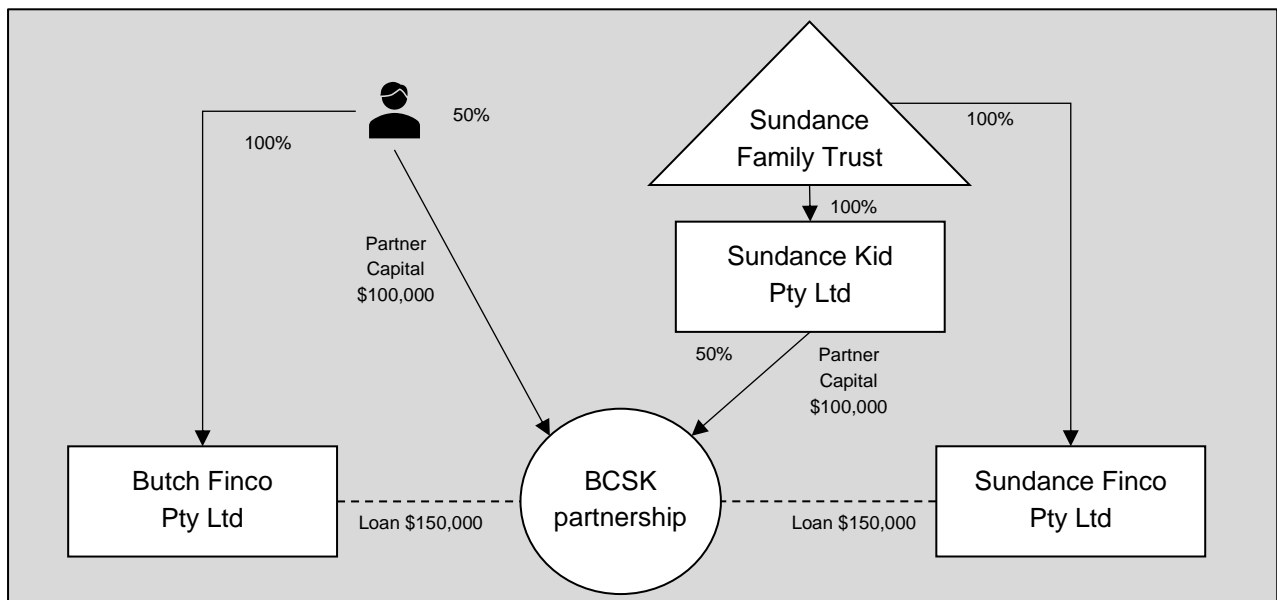 50%
100%
Sundance
Family Trust
100%
100%
Partner
Capital
$100,000
Sundance Kid
Pty Ltd
50%
Partner
Capital
$100,000
Butch Finco
Pty Ltd
Loan $150,000
BCSK
partnership
Loan $150,000
Sundance Finco
Pty Ltd